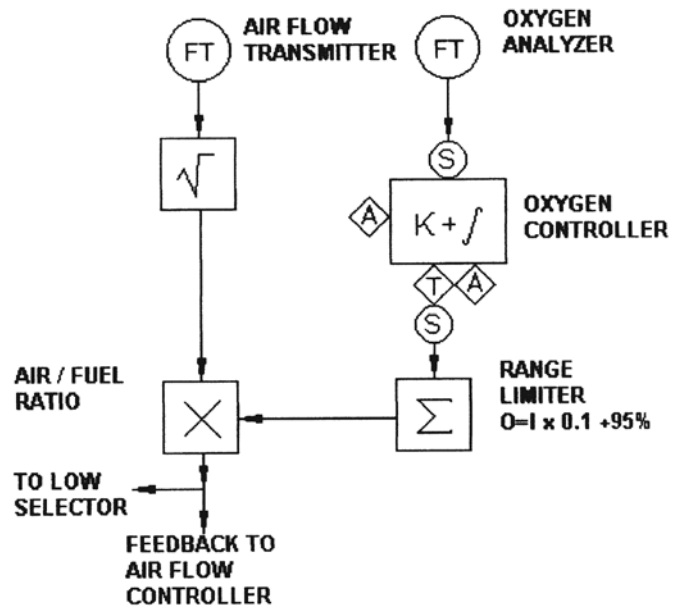 FT
AIR FLOW
TRANSMITTER
FT
OXYGEN
ANALYZER
√
S
A
K + ∫
OXYGEN
CONTROLLER
T
A
S
AIR / FUEL
RATIO
×
Σ
RANGE
LIMITER
O=I x 0.1 +95%
TO LOW
SELECTOR
FEEDBACK TO
AIR FLOW
CONTROLLER